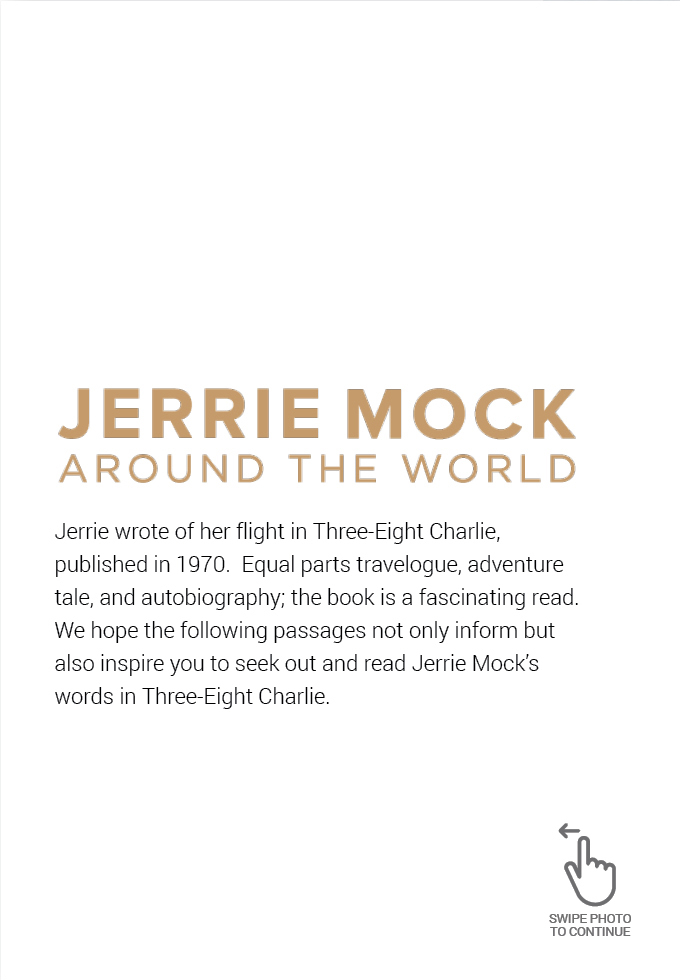 JERRIE MOCK
AROUND THE WORLD
Jerrie wrote of her flight in Three-Eight Charlie,
published in 1970.  Equal parts travelogue, adventure
tale, and autobiography; the book is a fascinating read.
We hope the following passages not only inform but
also inspire you to seek out and read Jerrie Mock’s
words in Three-Eight Charlie.
SWIPE PHOTO
TO CONTINUE